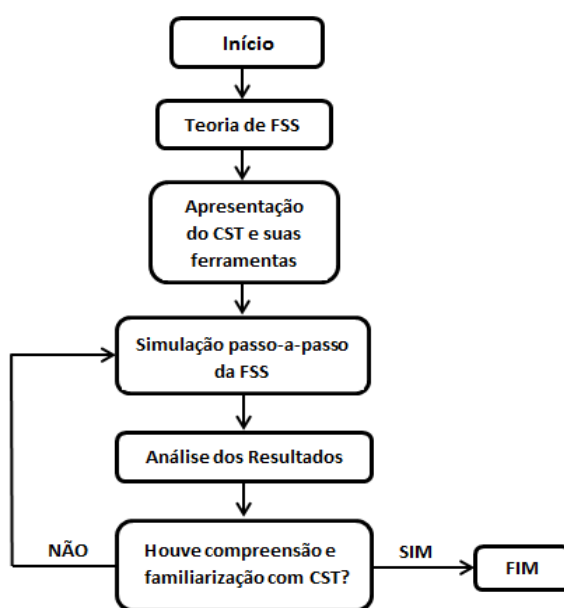 Início
Teoria de FSS
Apresentação
do CST e suas
ferramentas
Simulação passo-a-passo
da FSS
Análise dos Resultados
NÃO
Houve compreensão e
familiarização com CST?
SIM
FIM